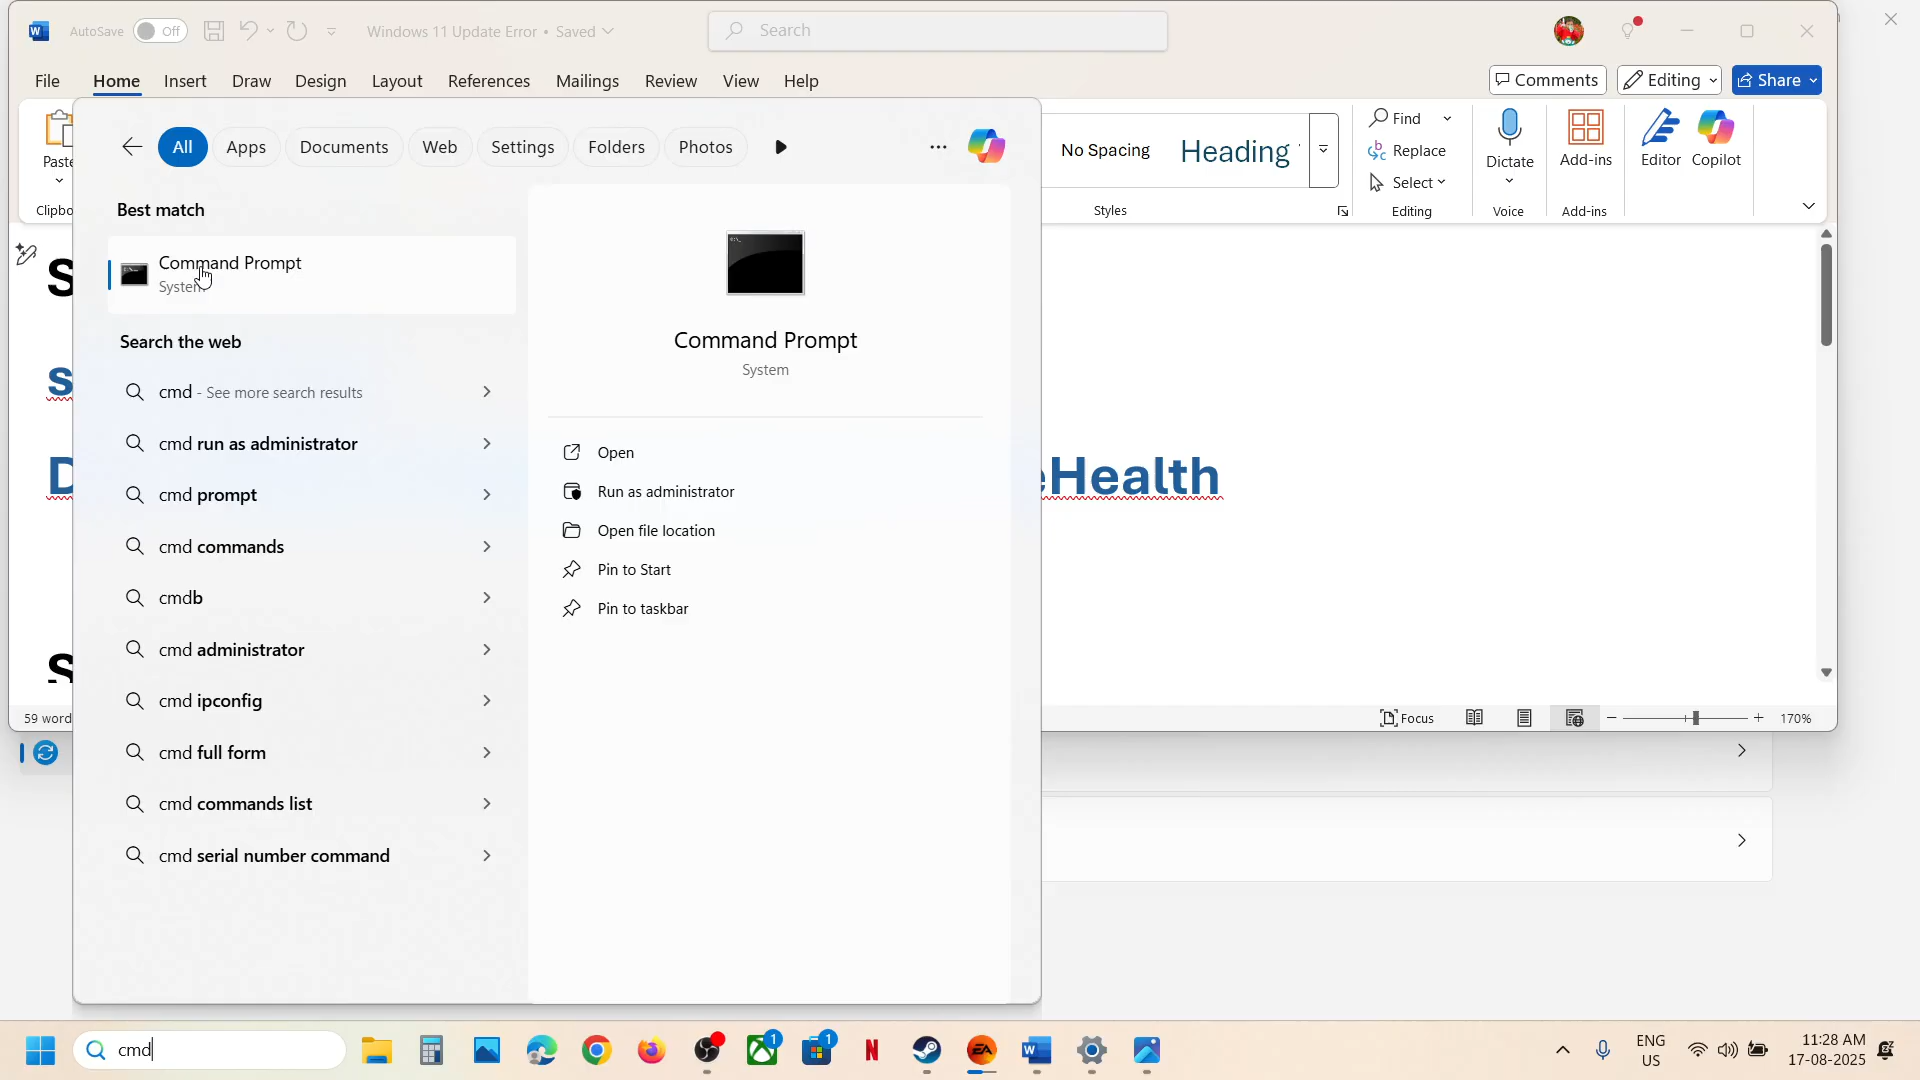 AutoSave Off Windows 11 Update Error • Saved Search
File Home Insert Draw Design Layout References Mailings Review View Help Comments Editing Share
Paste
Clipbo
No Spacing Heading
Styles
Find
Replace
Select
Editing
Dictate
Voice
Add-ins
Add-ins
Editor Copilot
All Apps Documents Web Settings Folders Photos
Best match
Command Prompt
System
Search the web
cmd - See more search results
cmd run as administrator
cmd prompt
cmd commands
cmdb
cmd administrator
cmd ipconfig
cmd full form
cmd commands list
cmd serial number command
Command Prompt
System
Open
Run as administrator
Open file location
Pin to Start
Pin to taskbar
S
s
D
eHealth
S
59 word
Focus
170%
cmd
1
1
ENG
US
11:28 AM
17-08-2025